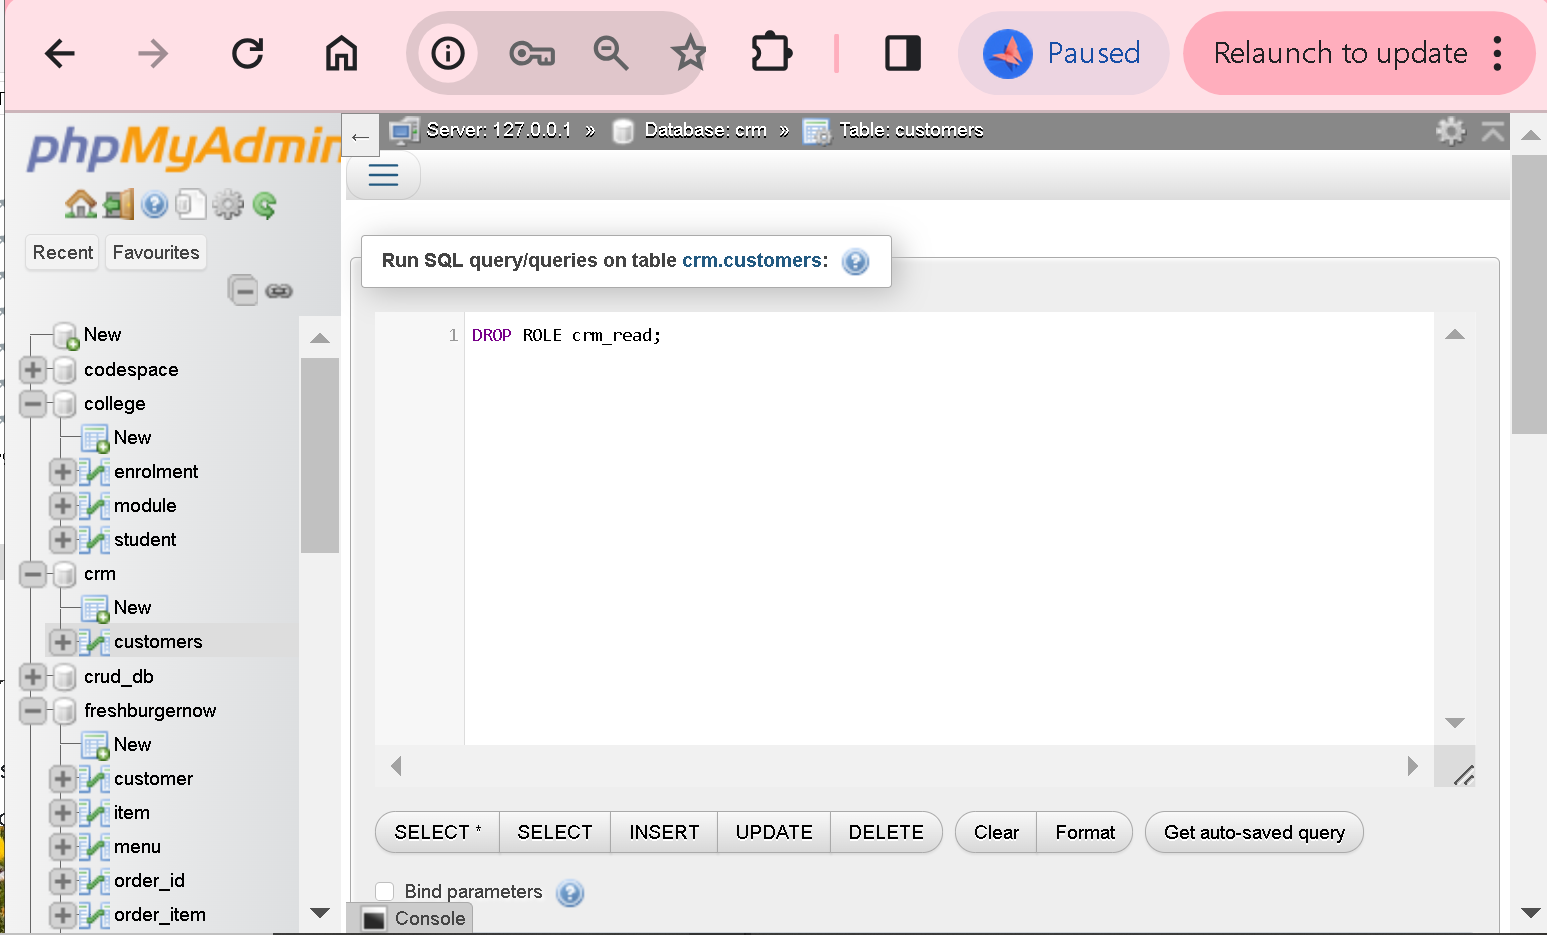 Paused
Relaunch to update
phpMyAdmin
Server: 127.0.0.1 » Database: crm » Table: customers
Recent
Favourites
Run SQL query/queries on table crm.customers:
1 DROP ROLE crm_read;
New
codespace
college
New
enrolment
module
student
crm
New
customers
crud_db
freshburgernow
New
customer
item
menu
order_id
order_item
SELECT * SELECT INSERT UPDATE DELETE Clear Format Get auto-saved query
Bind parameters
Console